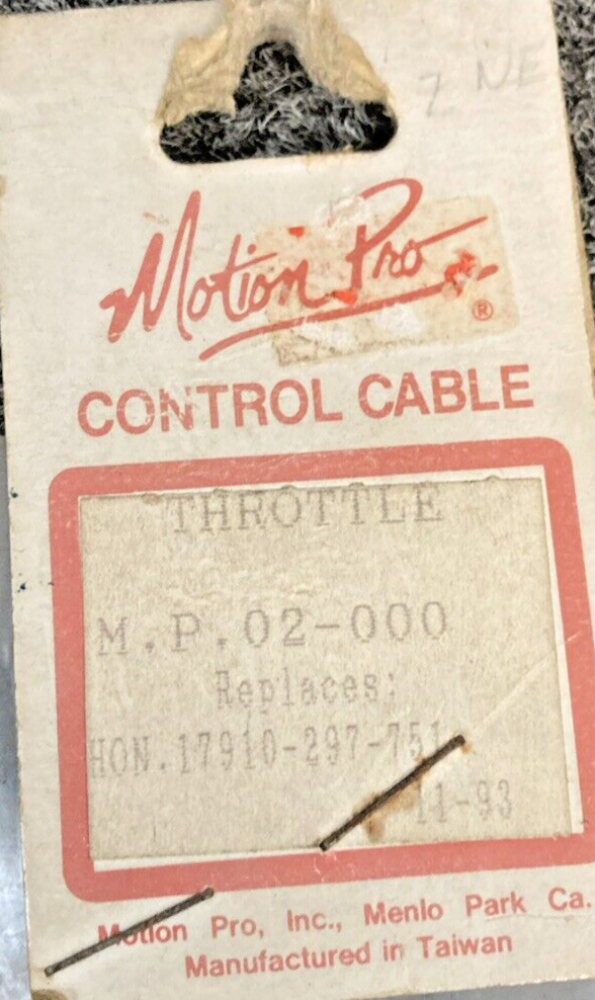 Z NE
Motion Pro
®
CONTROL CABLE
THROTTLE
M.P.02-000
Replaces:
HON.17910-297-751
11-93
Motion Pro, Inc., Menlo Park Ca.
Manufactured in Taiwan